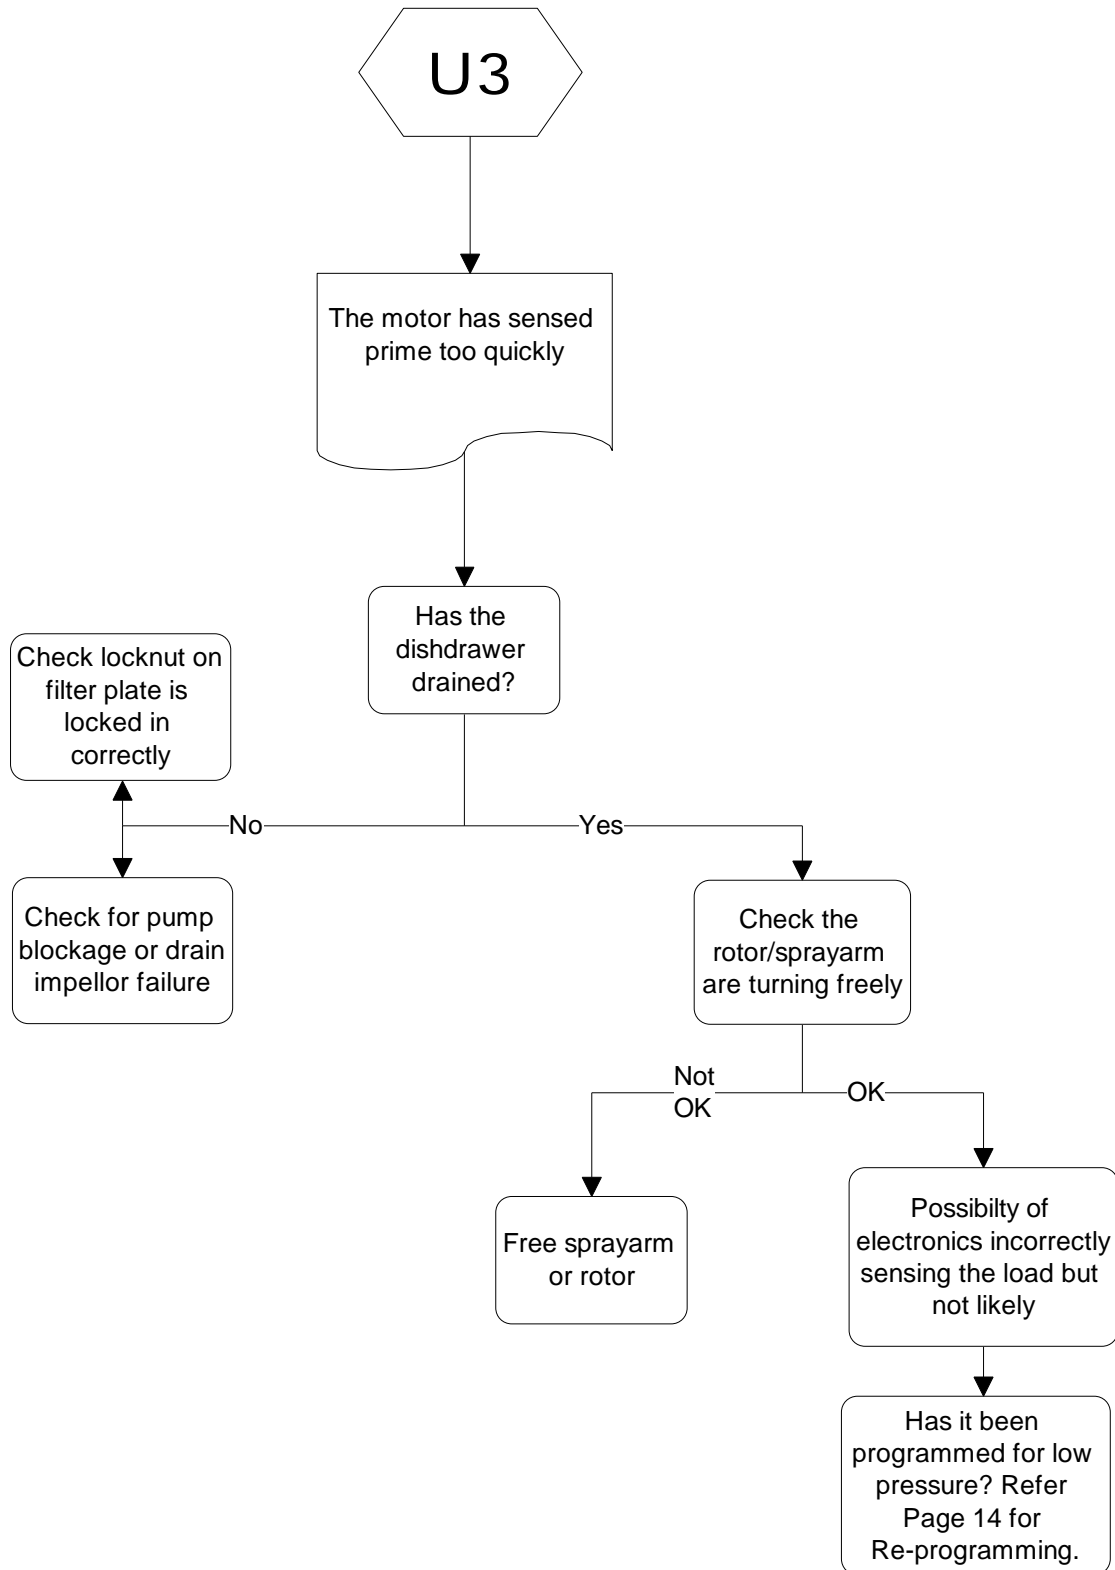 U3
The motor has sensed
prime too quickly
Has the
dishdrawer
drained?
Check locknut on
filter plate is
locked in
correctly
No
Yes
Check for pump
blockage or drain
impellor failure
Check the
rotor/sprayarm
are turning freely
Not
OK
OK
Free sprayarm
or rotor
Possibilty of
electronics incorrectly
sensing the load but
not likely
Has it been
programmed for low
pressure? Refer
Page 14 for
Re-programming.